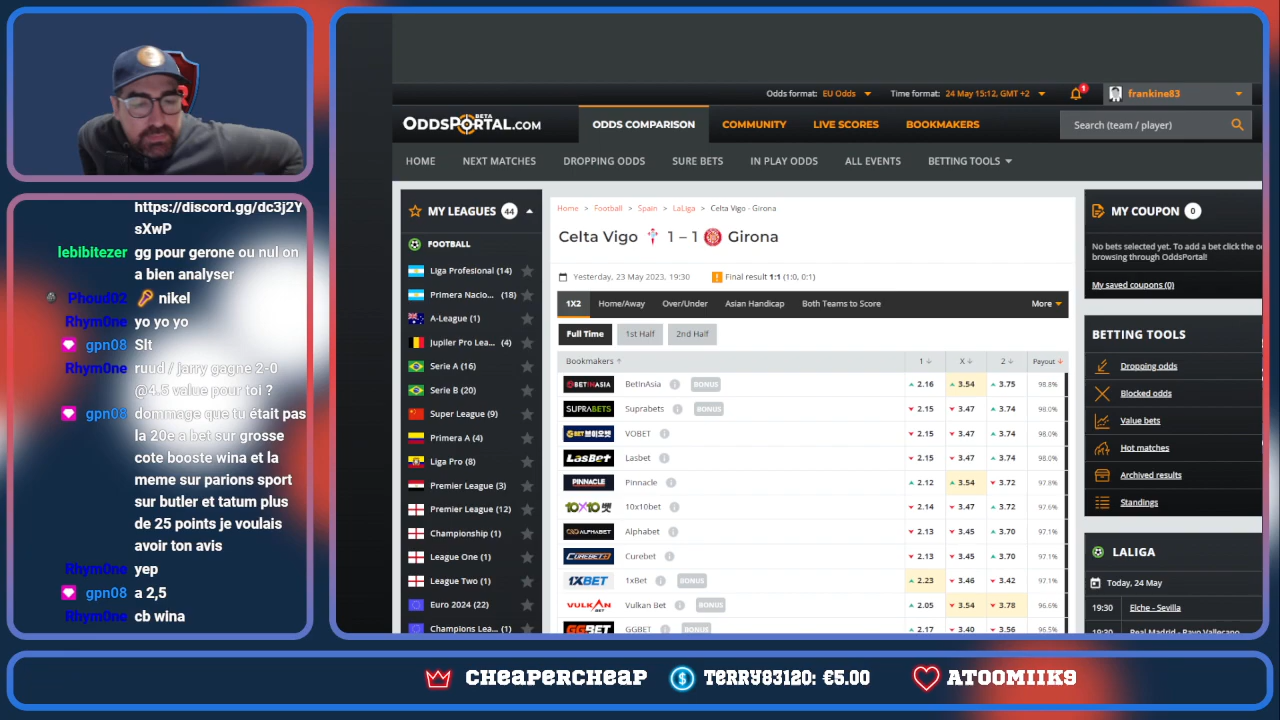 https://discord.gg/dc3j2Y
sXwP
lebibitezer gg pour gerone ou nul on
a bien analyser
Phoud02 nikel
Rhym0ne yo yo yo
gpn08 Slt
Rhym0ne ruud / jarry gagne 2-0
@4.5 value pour toi ?
gpn08 dommage que tu était pas
la 20e a bet sur grosse
cote booste wina et la
meme sur parions sport
sur butler et tatum plus
de 25 points je voulais
avoir ton avis
Rhym0ne yep
gpn08 a 2,5
Rhym0ne cb wina
Odds format: EU Odds Time format: 24 May 15:12, GMT +2 1 frankine83
BETA
ODDSPORTAL.COM ODDS COMPARISON COMMUNITY LIVE SCORES BOOKMAKERS Search (team / player)
HOME NEXT MATCHES DROPPING ODDS SURE BETS IN PLAY ODDS ALL EVENTS BETTING TOOLS
MY LEAGUES 44
FOOTBALL
Liga Profesional (14)
Primera Nacio... (18)
A-League (1)
Jupiler Pro Lea... (4)
Serie A (16)
Serie B (20)
Super League (9)
Primera A (4)
Liga Pro (8)
Premier League (3)
Premier League (12)
Championship (1)
League One (1)
League Two (1)
Euro 2024 (22)
Champions Lea... (1)
Home > Football > Spain > LaLiga > Celta Vigo - Girona
Celta Vigo 1 – 1 Girona
Yesterday, 23 May 2023, 19:30 Final result 1:1 (1:0, 0:1)
1X2 Home/Away Over/Under Asian Handicap Both Teams to Score More
Full Time 1st Half 2nd Half
Bookmakers 1 X 2 Payout
BETINASIA BetInAsia BONUS 2.16 3.54 3.75 98.8%
SUPRABETS Suprabets BONUS 2.15 3.47 3.74 98.0%
VOBET 2.15 3.47 3.74 98.0%
LasBet Lasbet 2.15 3.47 3.74 98.0%
PINNACLE Pinnacle 2.12 3.54 3.72 97.8%
10X10 벳 10x10bet 2.14 3.47 3.72 97.6%
ALPHABET Alphabet 2.13 3.45 3.70 97.1%
CUREBET Curebet 2.13 3.45 3.70 97.1%
1XBET 1xBet BONUS 2.23 3.46 3.42 97.1%
VULKAN BET Vulkan Bet BONUS 2.05 3.54 3.78 96.6%
GGBET GGBET BONUS 2.17 3.40 3.56 96.5%
MY COUPON 0
No bets selected yet. To add a bet click the o
betting through OddsPortal!
My saved coupons (0)
BETTING TOOLS
Dropping odds
Blocked odds
Value bets
Hot matches
Archived results
Standings
LALIGA
Today, 24 May
19:30 Elche - Sevilla
19:30 Real Madrid - Rayo Vallecano
CHEAPERCHEAP TERRY83120: €5.00 ATOOMIIK9